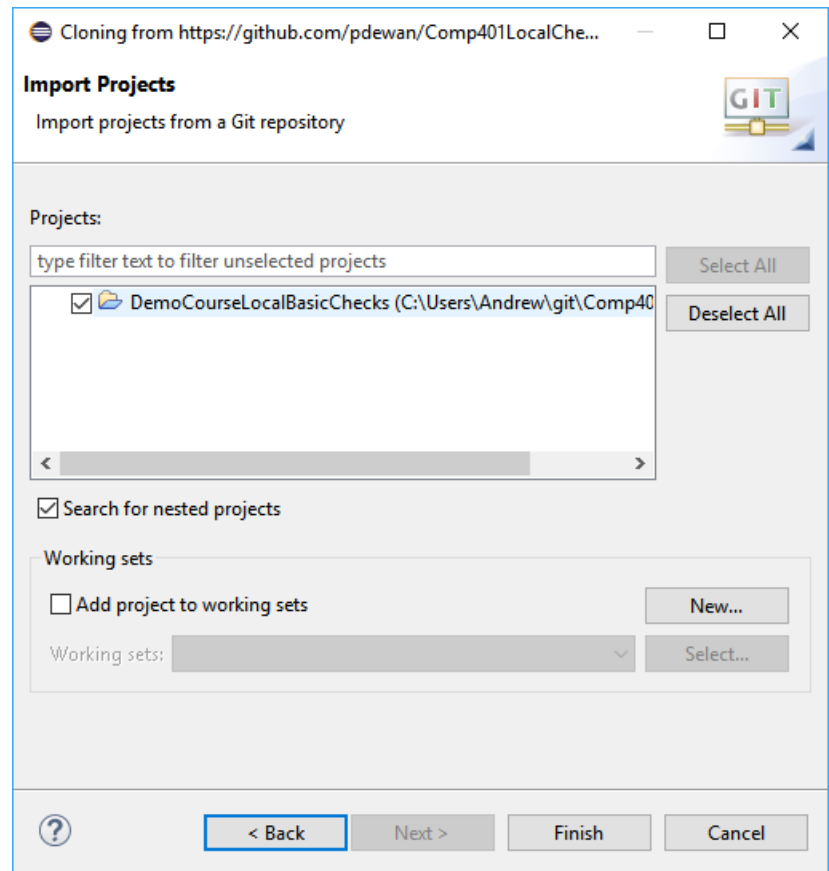 Cloning from https://github.com/pdewan/Comp401LocalChe...
Import Projects
Import projects from a Git repository
GIT
Projects:
type filter text to filter unselected projects
Select All
DemoCourseLocalBasicChecks (C:\Users\Andrew\git\Comp40
Deselect All
Search for nested projects
Working sets
Add project to working sets
New...
Working sets:
Select...
?
< Back
Next >
Finish
Cancel